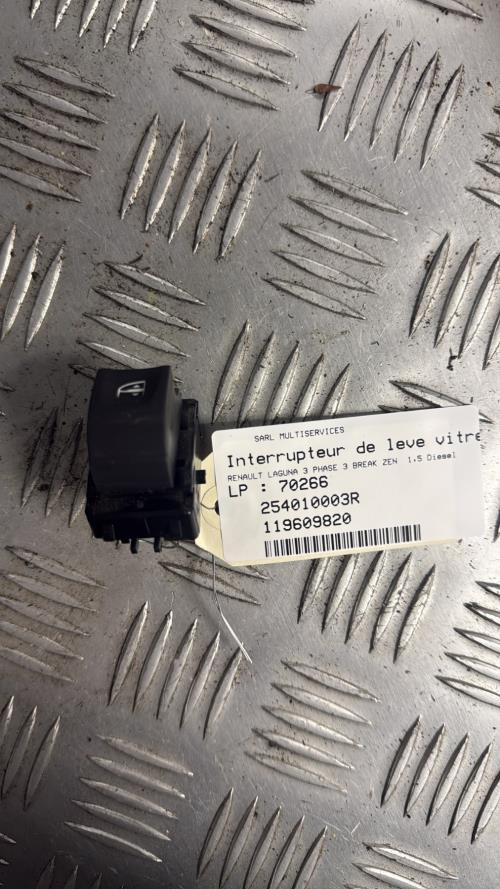 SARL MULTISERVICES
Interrupteur de leve vitre
RENAULT LAGUNA 3 PHASE 3 BREAK ZEN 1.5 Diesel
LP : 70266
254010003R
119609820